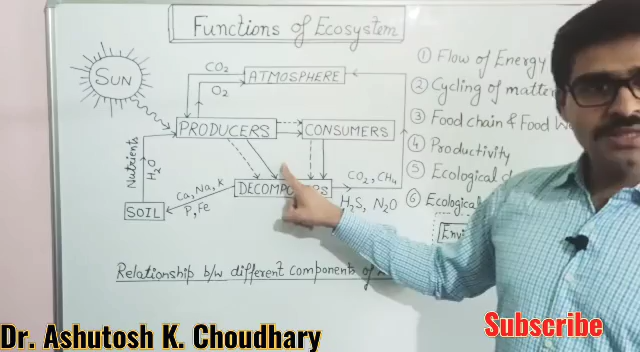 Functions of Ecosystem
SUN
CO₂
ATMOSPHERE
O₂
PRODUCERS
CONSUMERS
Nutrients
H₂O
Ca, Na, K
P, Fe
SOIL
CO₂, CH₄
H₂S, N₂O
① Flow of Energy
② Cycling of matter
③ Food chain & Food
④ Productivity
⑤ Ecological
⑥ Ecological
Relationship b/w different components of
Dr. Ashutosh K. Choudhary
Subscribe